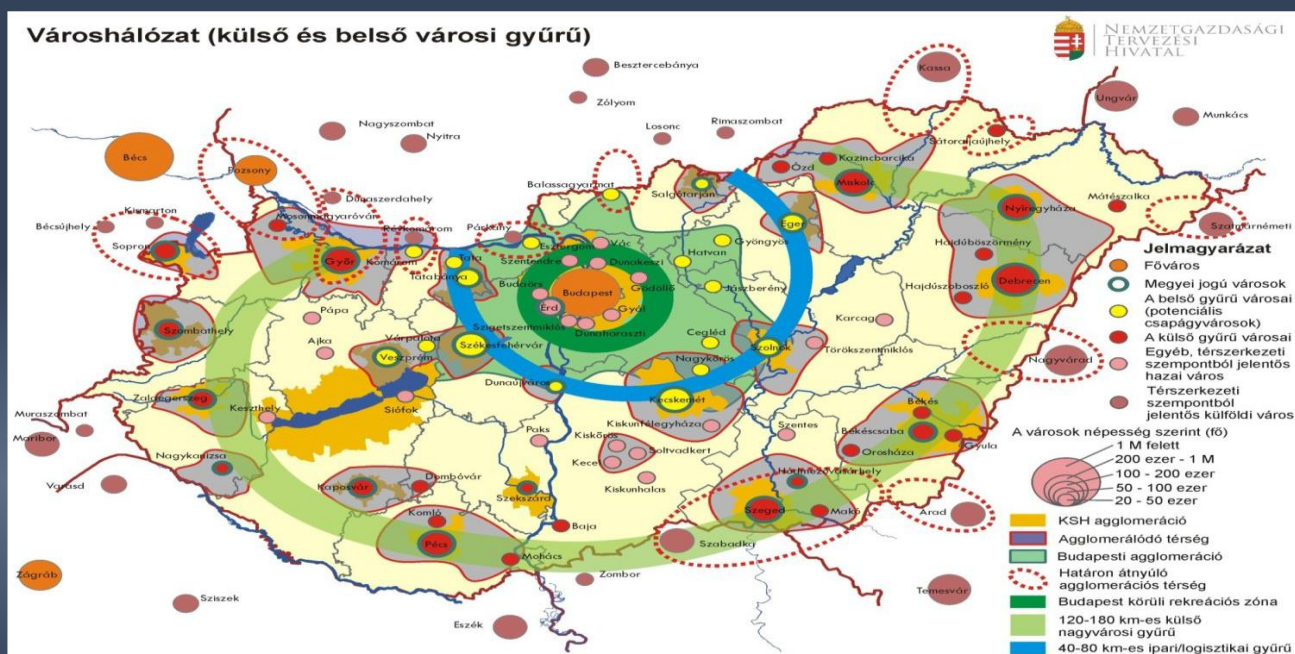 Városhálózat (külső és belső városi gyűrű)
NEMZETGAZDASÁGI
TERVEZÉSI
HIVATAL
Besztercebánya
Kassa
Zólyom
Ungvár
Munkács
Nagyszombat
Nyitra
Losonc
Rimaszombat
Sátoraljaújhely
Bécs
Pozsony
Ózd
Kazincbarcika
Miskolc
Balassagyarmat
Salgótarján
Dunaszerdahely
Mosonmagyaróvár
Kismarton
Bécsújhely
Sopron
Révkomárom
Párkány
Mátészalka
Nyíregyháza
Szatmárnémeti
Eger
Vác
Esztergom
Gyöngyös
Győr
Komárom
Tata
Tatabánya
Szentendre
Dunakeszi
Hatvan
Hajdúböszörmény
Budaörs
Budapest
Gödöllő
Jászberény
Hajdúszoboszló
Debrecen
Érd
Gyál
Pápa
Szigetszentmiklós
Dunaharaszti
Karcag
Szombathely
Ajka
Várpalota
Székesfehérvár
Veszprém
Cegléd
Szolnok
Törökszentmiklós
Nagyvárad
Nagykőrös
Dunaújváros
Kecskemét
Zalaegerszeg
Keszthely
Siófok
Kiskunfélegyháza
Békés
Békéscsaba
Gyula
Muraszombat
Maribor
Paks
Kiskőrös
Soltvadkert
Kecel
Szentes
Orosháza
Nagykanizsa
Varasd
Kaposvár
Dombóvár
Szekszárd
Kiskunhalas
Hódmezővásárhely
Komló
Szeged
Makó
Arad
Pécs
Baja
Mohács
Szabadka
Zágráb
Zombor
Temesvár
Sziszek
Eszék
Jelmagyarázat
Főváros
Megyei jogú városok
A belső gyűrű városai
(potenciális
csapágyvárosok)
A külső gyűrű városai
Egyéb, térszerkezeti
szempontból jelentős
hazai város
Térszerkezeti
szempontból
jelentős külföldi város
A városok népesség szerint (fő)
1 M felett
200 ezer - 1 M
100 - 200 ezer
50 - 100 ezer
20 - 50 ezer
KSH agglomeráció
Agglomerálódó térség
Budapesti agglomeráció
Határon átnyúló
agglomerációs térség
Budapest körüli rekreációs zóna
120-180 km-es külső
nagyvárosi gyűrű
40-80 km-es ipari/logisztikai gyűrű